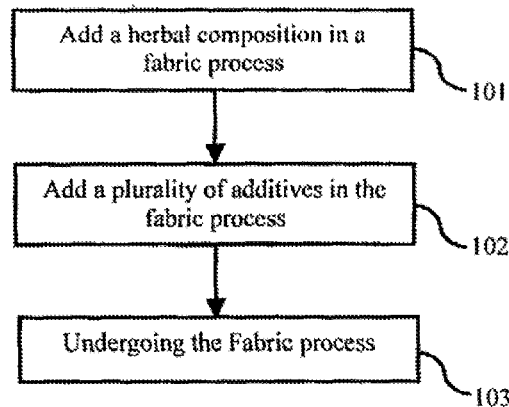 Add a herbal composition in a
fabric process
101
Add a plurality of additives in the
fabric process
102
Undergoing the Fabric process
103